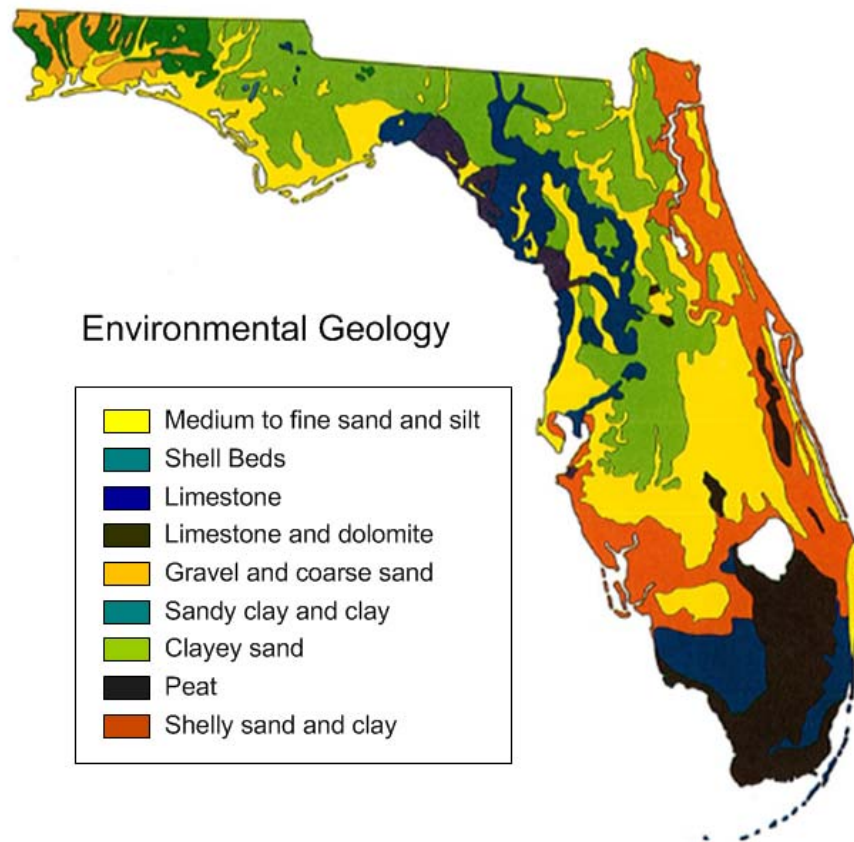 Environmental Geology
Medium to fine sand and silt
Shell Beds
Limestone
Limestone and dolomite
Gravel and coarse sand
Sandy clay and clay
Clayey sand
Peat
Shelly sand and clay